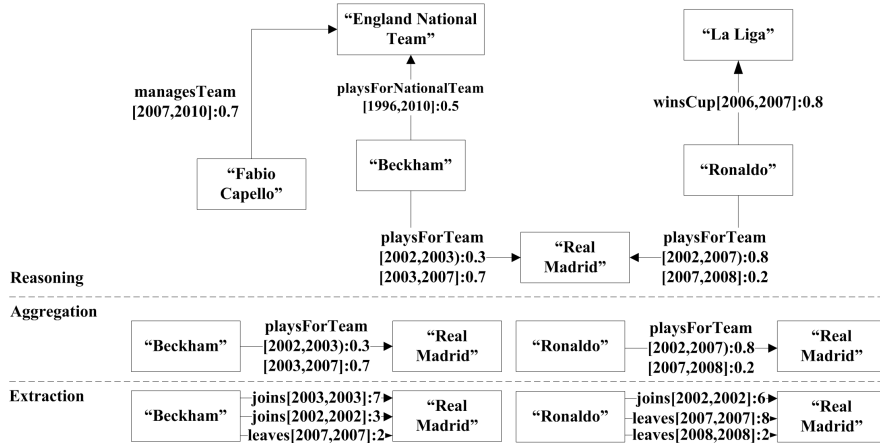 “England National
Team”
“La Liga”
managesTeam
[2007,2010]:0.7
playsForNationalTeam
[1996,2010]:0.5
winsCup[2006,2007]:0.8
“Fabio
Capello”
“Beckham”
“Ronaldo”
playsForTeam
[2002,2003):0.3
[2003,2007]:0.7
“Real
Madrid”
playsForTeam
[2002,2007):0.8
[2007,2008]:0.2
Reasoning
Aggregation
“Beckham”
playsForTeam
[2002,2003):0.3
[2003,2007]:0.7
“Real
Madrid”
“Ronaldo”
playsForTeam
[2002,2007):0.8
[2007,2008]:0.2
“Real
Madrid”
Extraction
“Beckham”
joins[2003,2003]:7
joins[2002,2002]:3
leaves[2007,2007]:2
“Real
Madrid”
“Ronaldo”
joins[2002,2002]:6
leaves[2007,2007]:8
leaves[2008,2008]:2
“Real
Madrid”